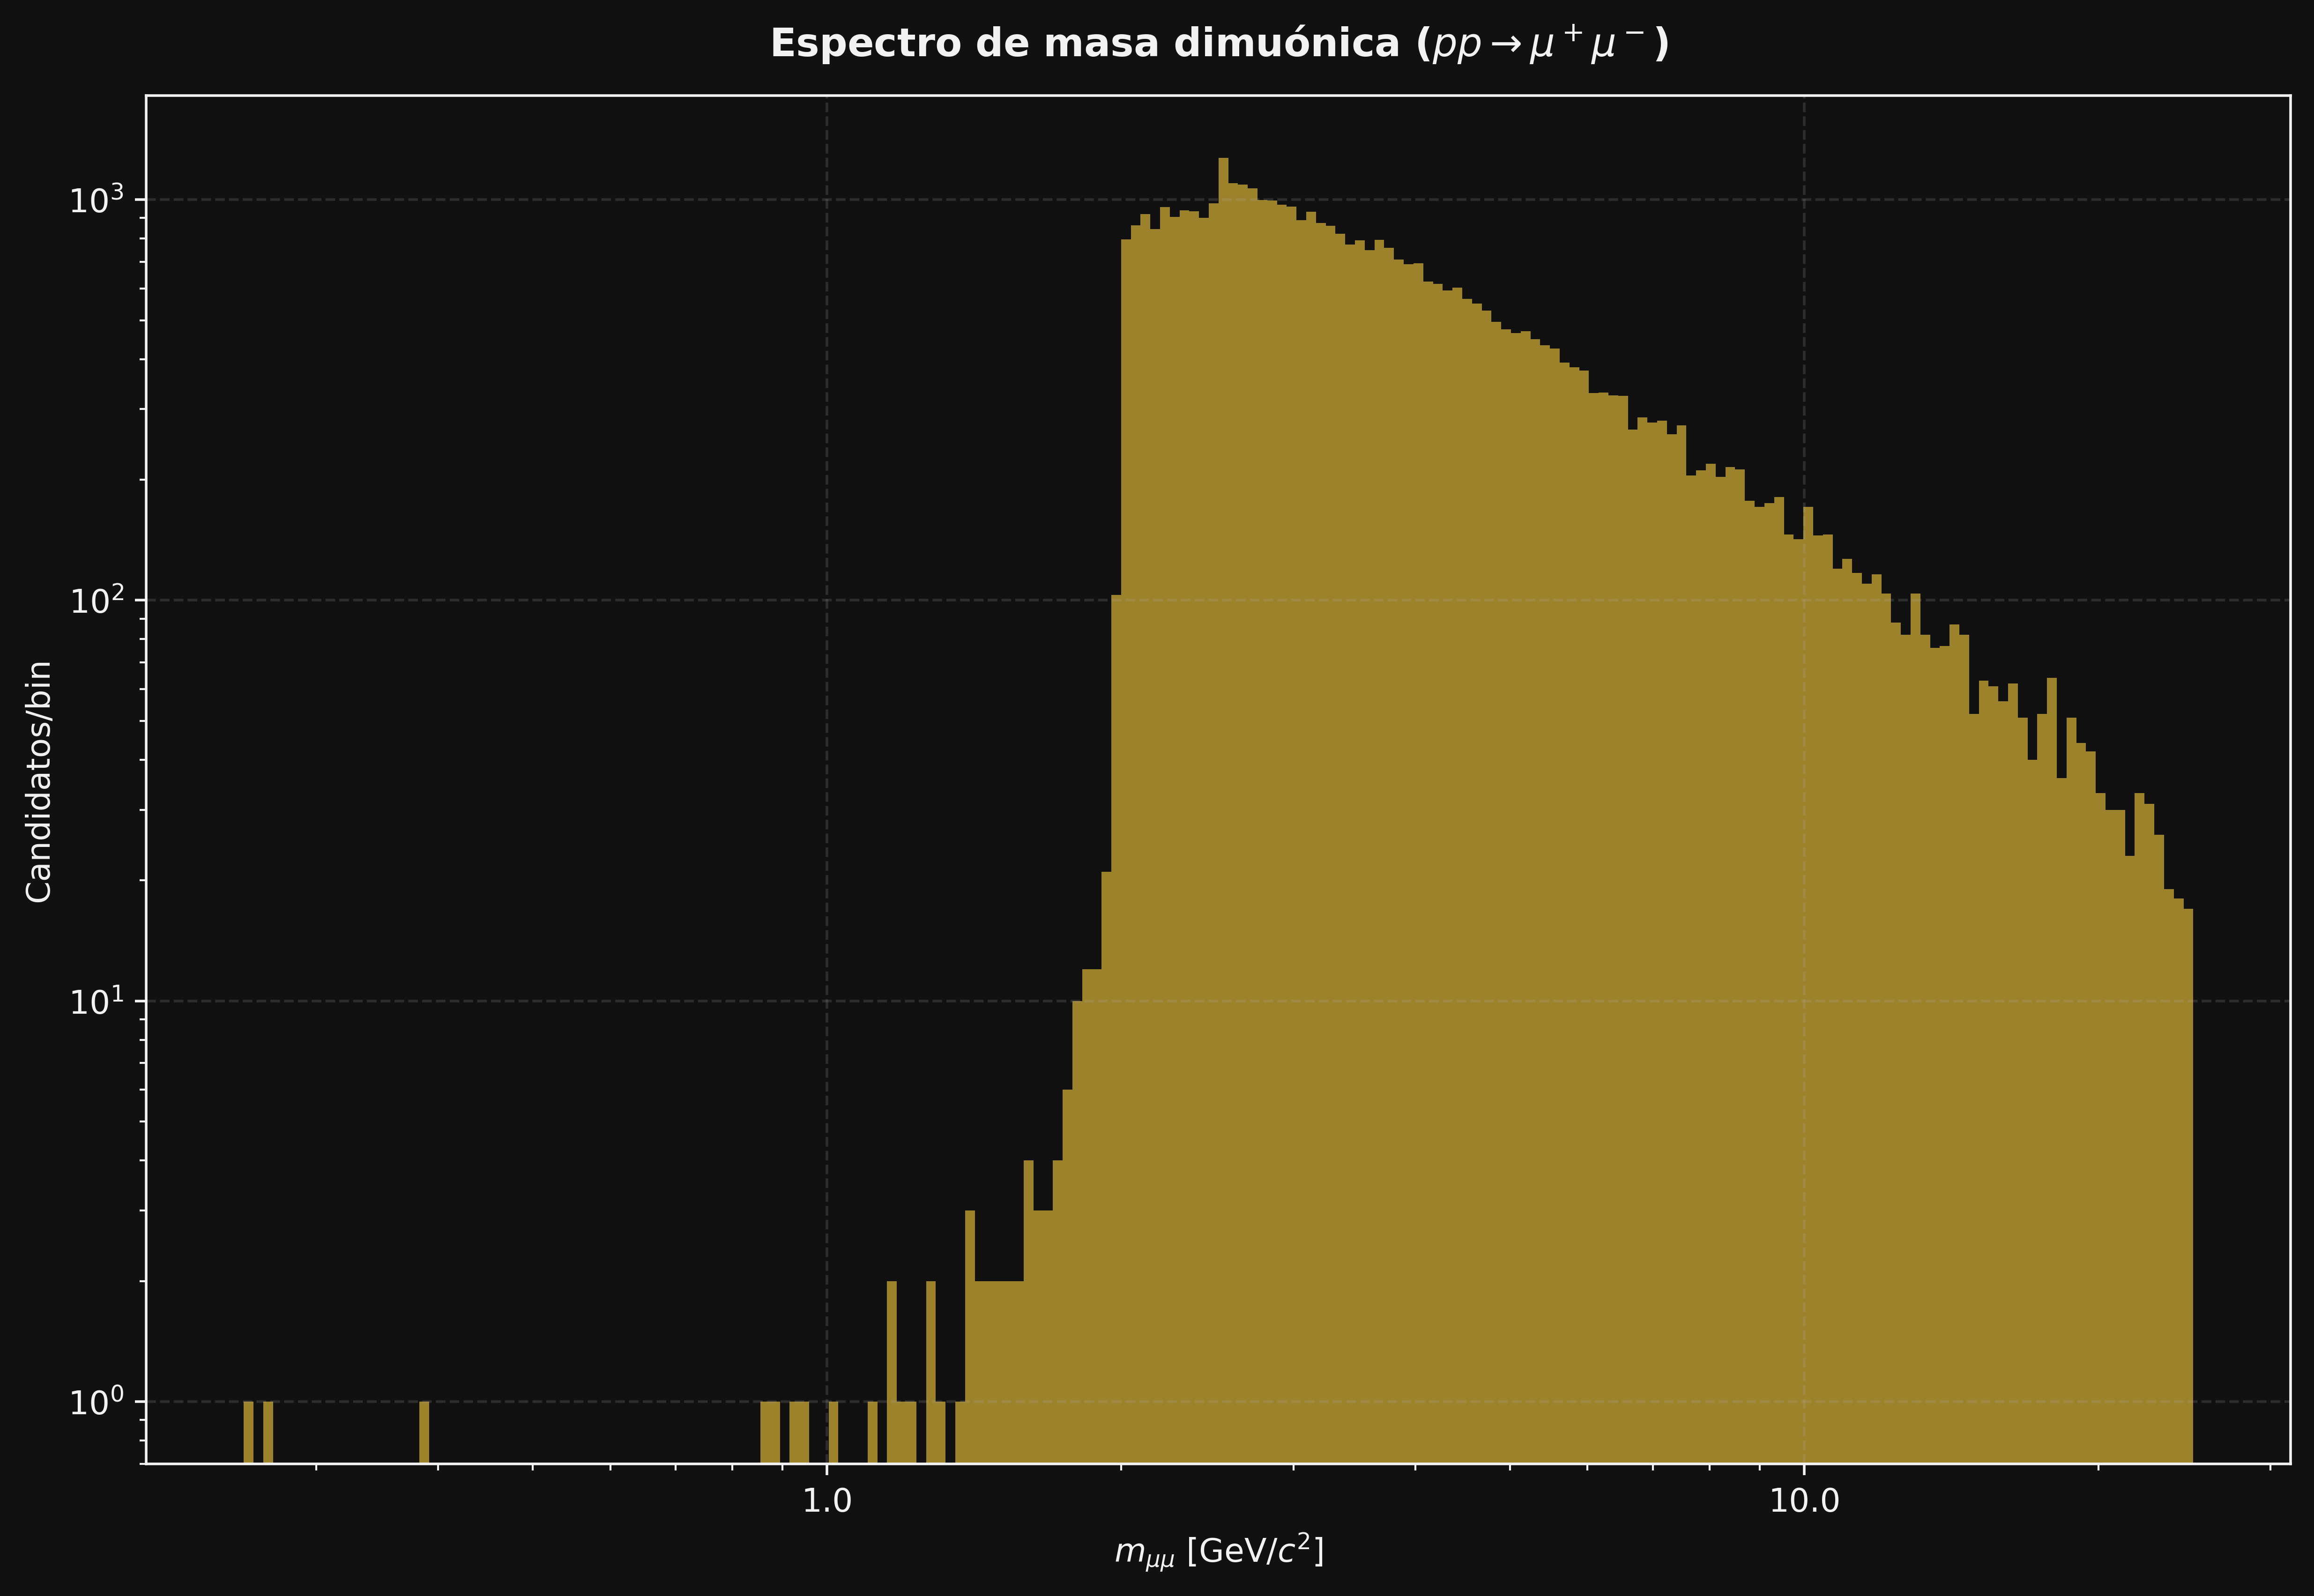 Espectro de masa dimuónica (pp → μ⁺μ⁻)
10³
10²
10¹
10⁰
Candidatos/bin
1.0
10.0
m_μμ [GeV/c²]